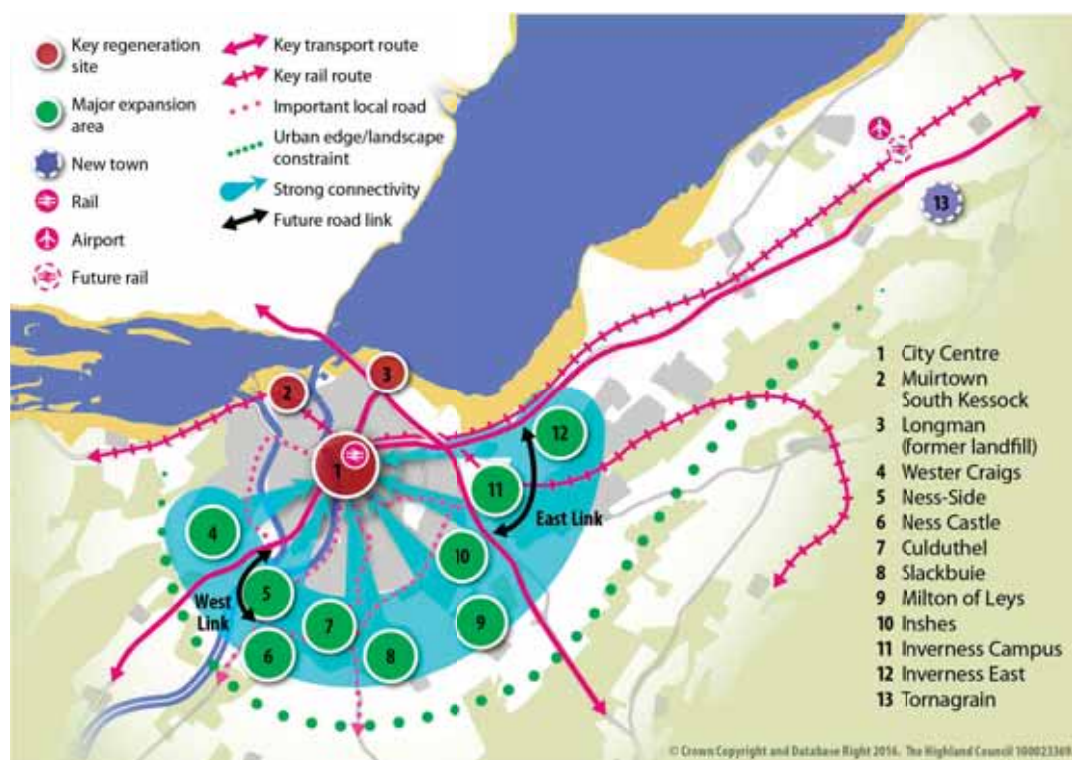 Key regeneration
site
Major expansion
area
New town
Rail
Airport
Future rail
Key transport route
Key rail route
Important local road
Urban edge/landscape
constraint
Strong connectivity
Future road link
13
3
2
1
12
11
East Link
10
4
5
West
Link
6
7
8
9
1 City Centre
2 Muirtown
South Kessock
3 Longman
(former landfill)
4 Wester Craigs
5 Ness-Side
6 Ness Castle
7 Culduthel
8 Slackbuie
9 Milton of Leys
10 Inshes
11 Inverness Campus
12 Inverness East
13 Tornagrain
© Crown Copyright and Database Right 2016. The Highland Council 100023369